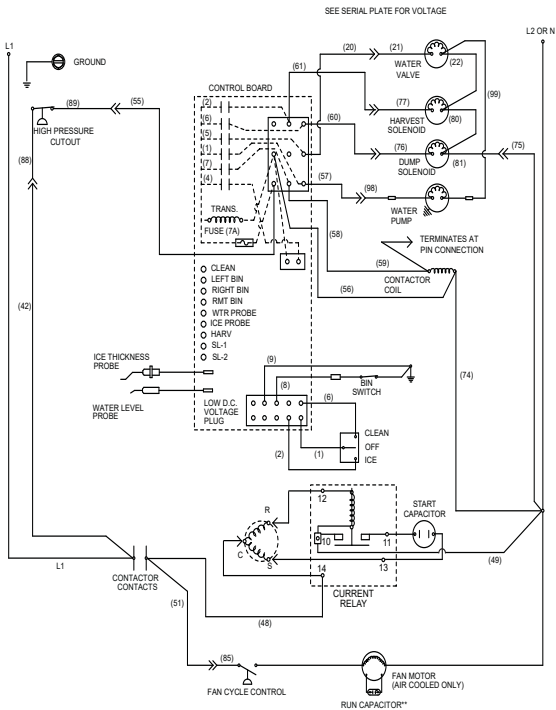 SEE SERIAL PLATE FOR VOLTAGE
L1
L2 OR N
GROUND
(20)
(21)
WATER
VALVE
(22)
(61)
(99)
(89)
(55)
CONTROL BOARD
(2)
(77)
HARVEST
SOLENOID
(80)
HIGH PRESSURE
CUTOUT
(6)
(60)
(5)
(88)
(1)
(76)
DUMP
SOLENOID
(81)
(75)
(7)
(57)
(4)
(98)
TRANS.
WATER
PUMP
FUSE (7A)
(58)
TERMINATES AT
PIN CONNECTION
(59)
CONTACTOR
COIL
(56)
CLEAN
LEFT BIN
RIGHT BIN
RMT BIN
WTR PROBE
ICE PROBE
HARV
SL-1
SL-2
(42)
(9)
ICE THICKNESS
PROBE
(8)
BIN
SWITCH
(74)
WATER LEVEL
PROBE
LOW D.C.
VOLTAGE
PLUG
(6)
CLEAN
OFF
ICE
(2)
(1)
R
12
START
CAPACITOR
C
S
10
11
13
14
(49)
CURRENT
RELAY
L1
CONTACTOR
CONTACTS
(51)
(48)
(85)
FAN CYCLE CONTROL
FAN MOTOR
(AIR COOLED ONLY)
RUN CAPACITOR**